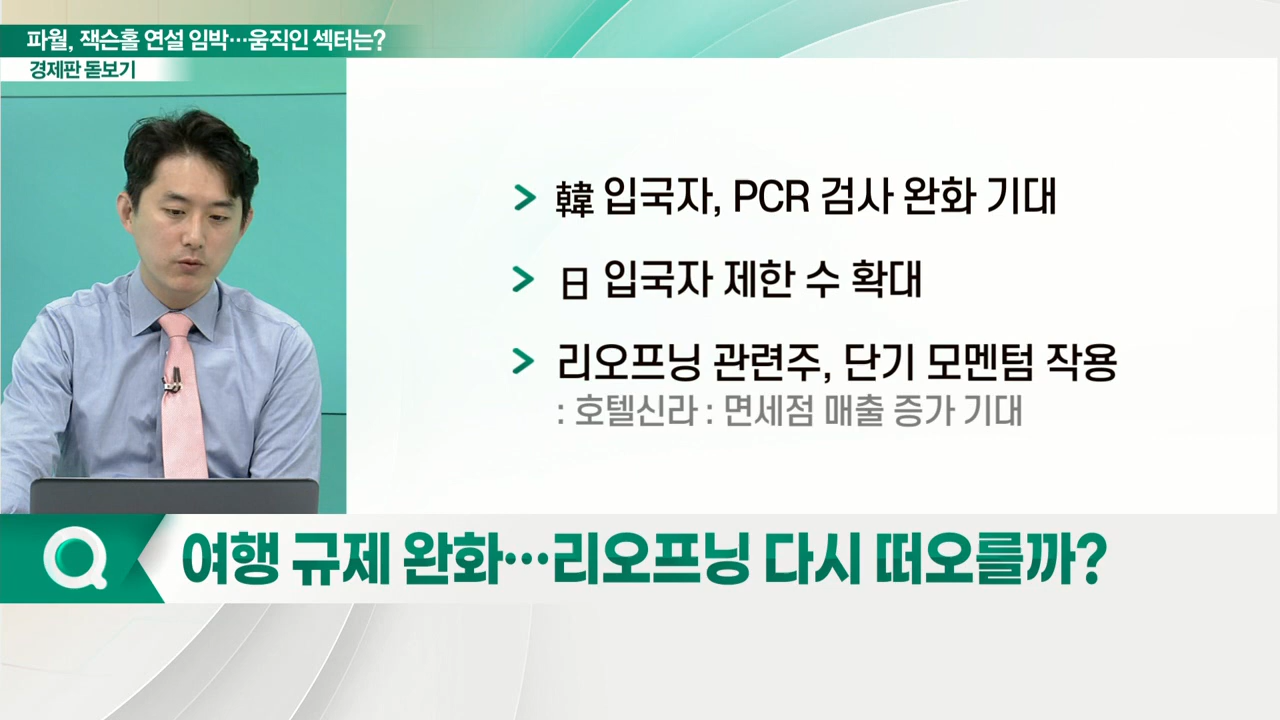 파월, 잭슨홀 연설 임박…움직인 섹터는?
경제판 돋보기
> 韓 입국자, PCR 검사 완화 기대
> 日 입국자 제한 수 확대
> 리오프닝 관련주, 단기 모멘텀 작용
: 호텔신라 : 면세점 매출 증가 기대
여행 규제 완화…리오프닝 다시 떠오를까?